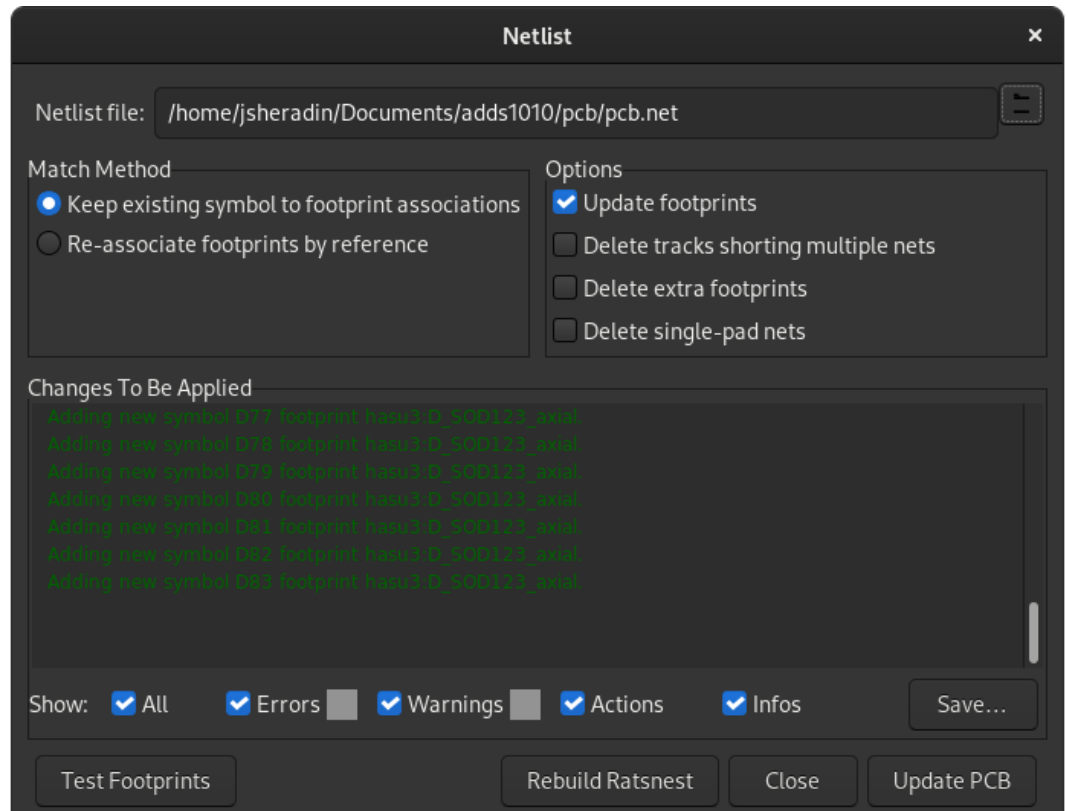 Netlist
Netlist file: /home/jsheradin/Documents/adds1010/pcb/pcb.net
Match Method
Keep existing symbol to footprint associations
Re-associate footprints by reference
Options
Update footprints
Delete tracks shorting multiple nets
Delete extra footprints
Delete single-pad nets
Changes To Be Applied
Adding new symbol D77 footprint hasu3:D_SOD123_axial.
Adding new symbol D78 footprint hasu3:D_SOD123_axial.
Adding new symbol D79 footprint hasu3:D_SOD123_axial.
Adding new symbol D80 footprint hasu3:D_SOD123_axial.
Adding new symbol D81 footprint hasu3:D_SOD123_axial.
Adding new symbol D82 footprint hasu3:D_SOD123_axial.
Adding new symbol D83 footprint hasu3:D_SOD123_axial.
Show: All Errors Warnings Actions Infos Save...
Test Footprints Rebuild Ratsnest Close Update PCB